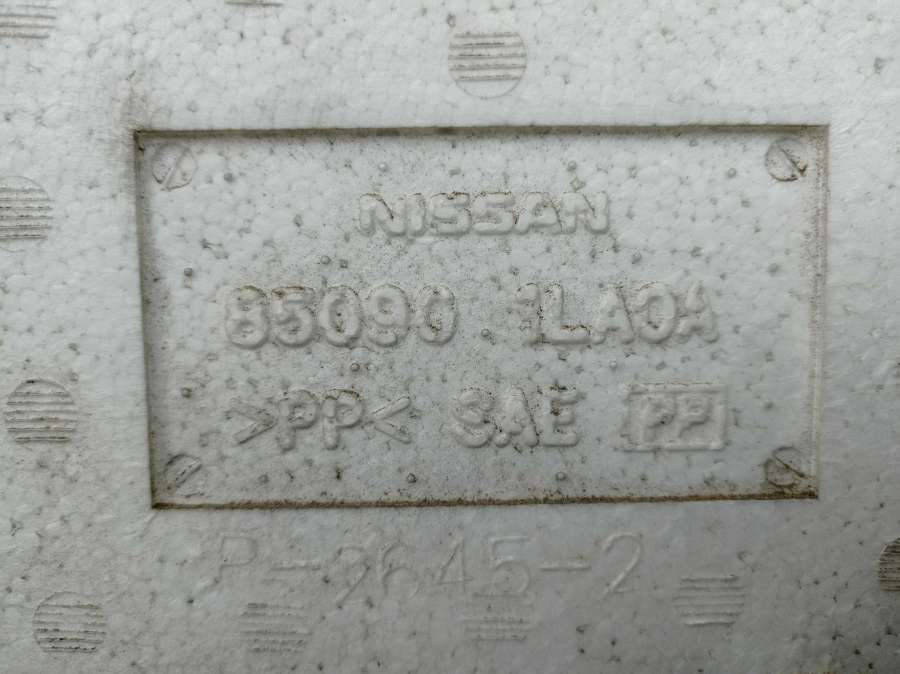 NISSAN
85090 1LA0A
>PP< SAE PP
P-2645-2